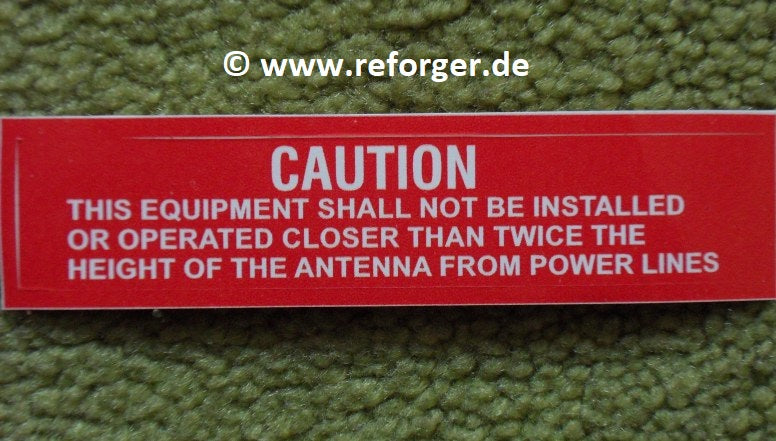 © www.reforger.de
CAUTION
THIS EQUIPMENT SHALL NOT BE INSTALLED
OR OPERATED CLOSER THAN TWICE THE
HEIGHT OF THE ANTENNA FROM POWER LINES